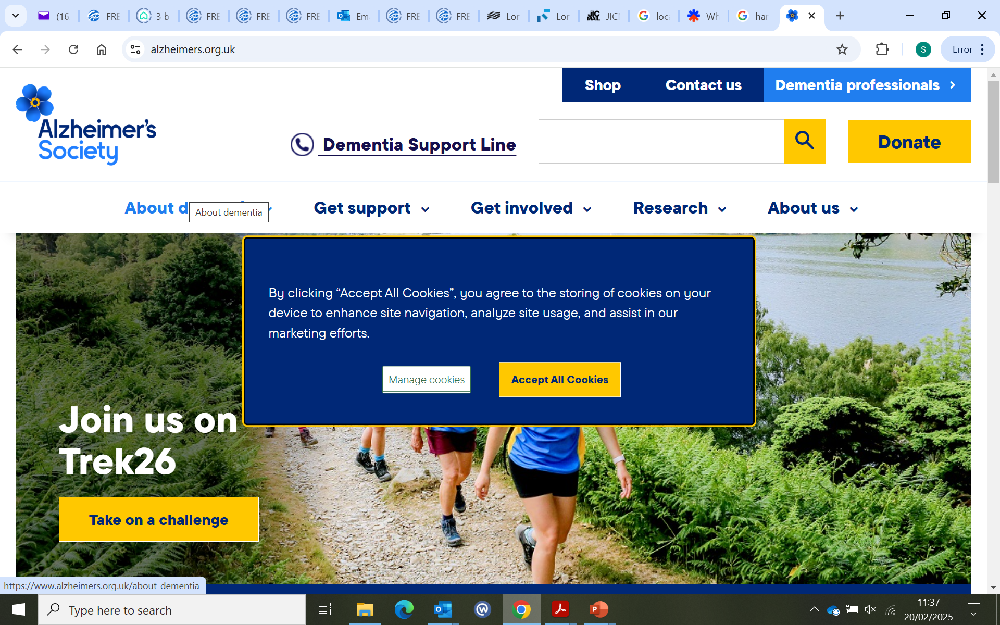 (16
FRE
3 b
FRE
FRE
FRE
Em
FRE
FRE
Lor
Lor
JICMAIL
JICI
loc
Wh
har
alzheimers.org.uk
S
Error
Shop
Contact us
Dementia professionals
Alzheimer's
Society
Dementia Support Line
Donate
About d
About dementia
Get support
Get involved
Research
About us
By clicking “Accept All Cookies”, you agree to the storing of cookies on your
device to enhance site navigation, analyze site usage, and assist in our
marketing efforts.
Manage cookies
Accept All Cookies
Join us on
Trek26
Take on a challenge
https://www.alzheimers.org.uk/about-dementia
Type here to search
11:37
20/02/2025